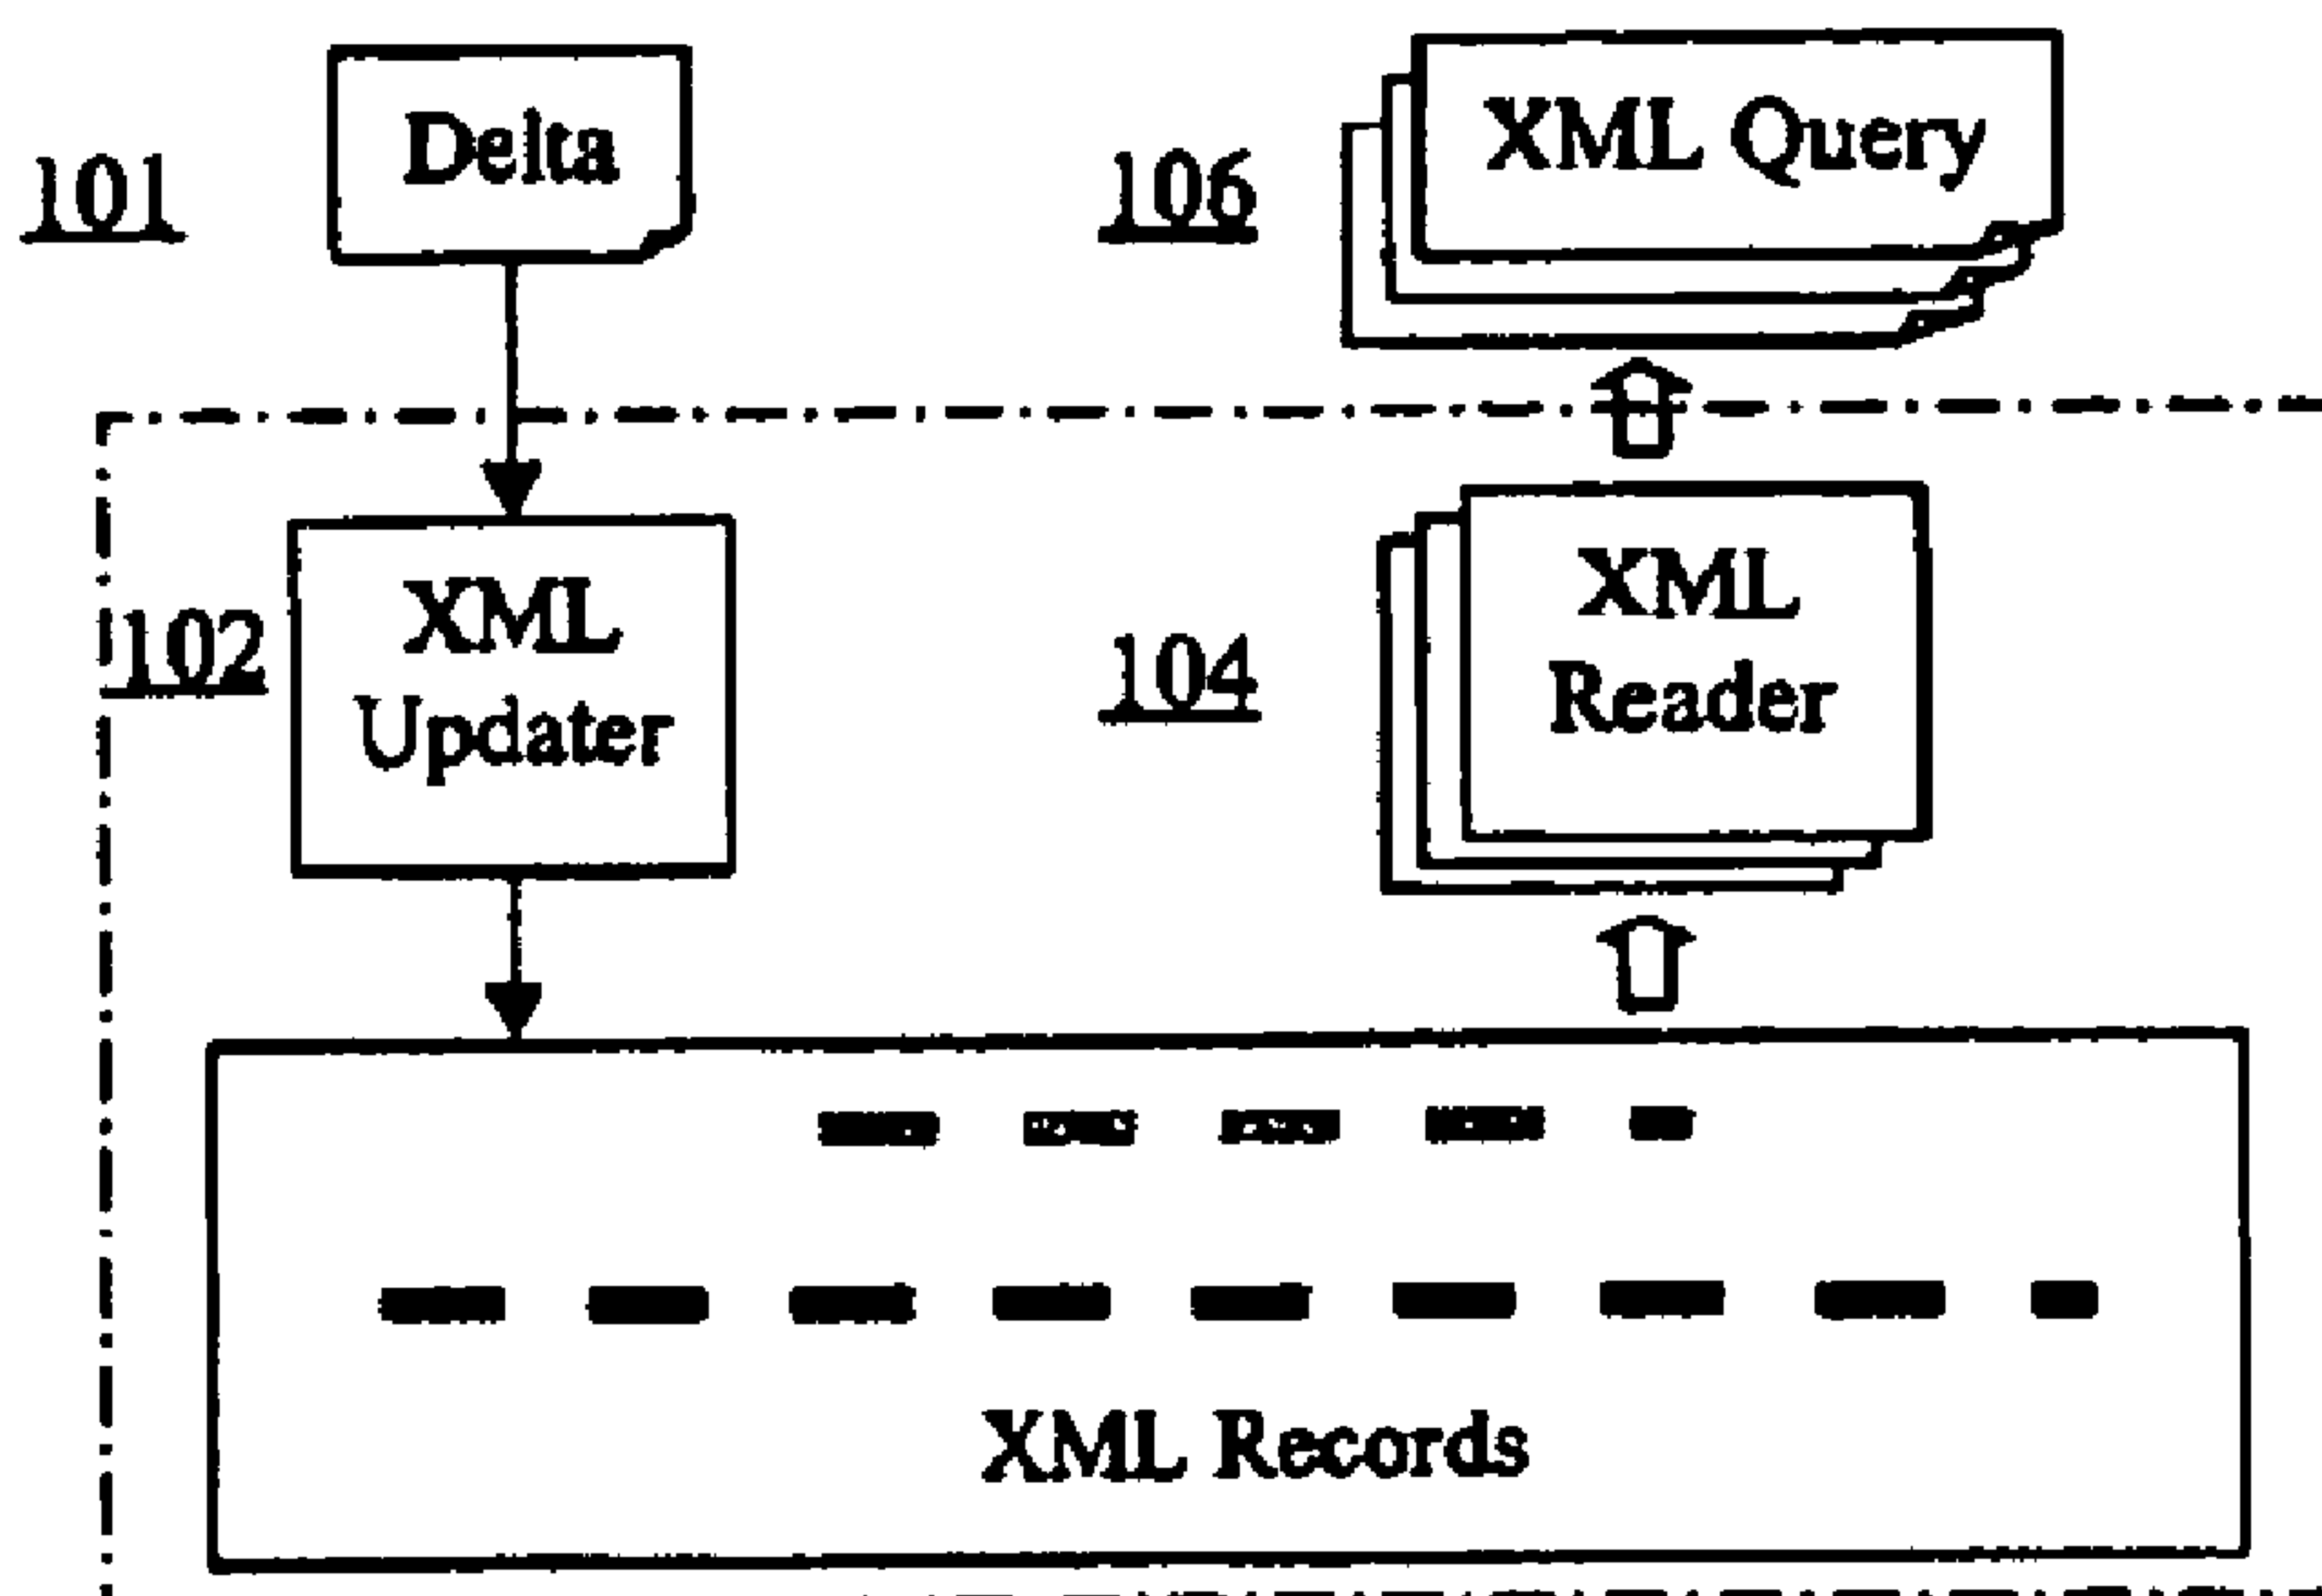 101
Delta
106
XML Query
102
XML
Updater
104
XML
Reader
XML Records